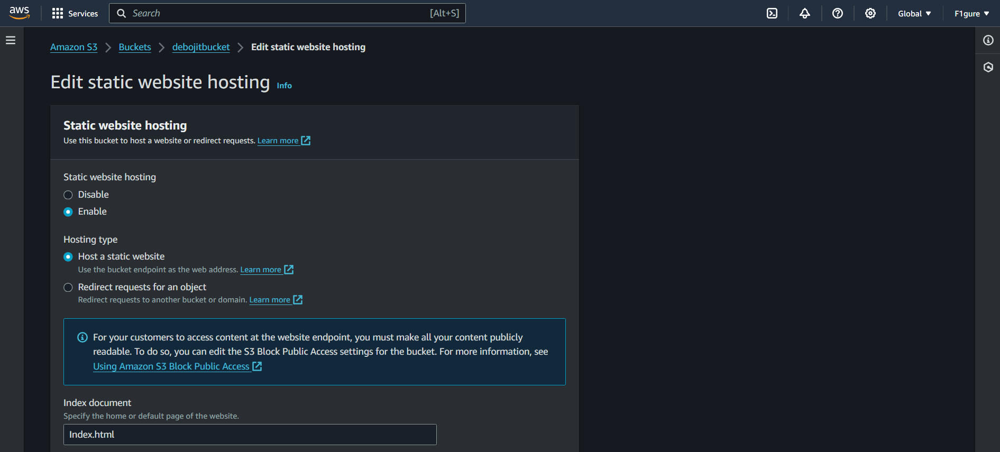 aws Services Search [Alt+S] Global F1gure
Amazon S3 Buckets debojitbucket Edit static website hosting
Edit static website hosting Info
Static website hosting
Use this bucket to host a website or redirect requests. Learn more
Static website hosting
Disable
Enable
Hosting type
Host a static website
Use the bucket endpoint as the web address. Learn more
Redirect requests for an object
Redirect requests to another bucket or domain. Learn more
For your customers to access content at the website endpoint, you must make all your content publicly
readable. To do so, you can edit the S3 Block Public Access settings for the bucket. For more information, see
Using Amazon S3 Block Public Access
Index document
Specify the home or default page of the website.
Index.html